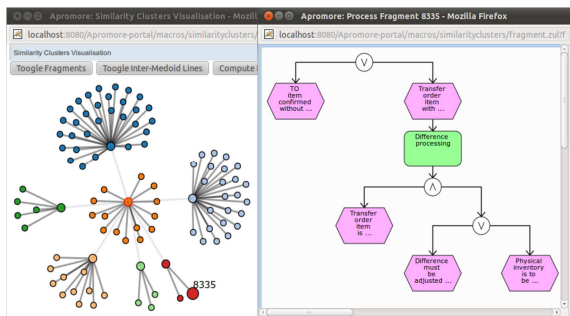 Apromore: Similarity Clusters Visualisation - Mozill
localhost:8080/Apromore-portal/macros/similarityclusters/
Similarity Clusters Visualisation
Toogle Fragments
Toogle Inter-Medoid Lines
Compute
8335
Apromore: Process Fragment 8335 - Mozilla Firefox
localhost:8080/Apromore-portal/macros/similarityclusters/fragment.zul?f
V
TO
item
confirmed
without ...
Transfer
order
item
with ...
Difference
processing
Λ
Transfer
order
item
is ...
V
Difference
must
be
adjusted ...
Physical
inventory
is to
be ...